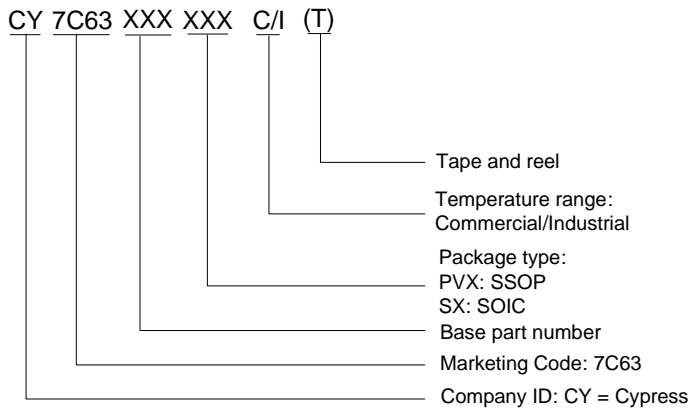 CY 7C63 XXX XXX C/I (T)
Tape and reel
Temperature range:
Commercial/Industrial
Package type:
PVX: SSOP
SX: SOIC
Base part number
Marketing Code: 7C63
Company ID: CY = Cypress